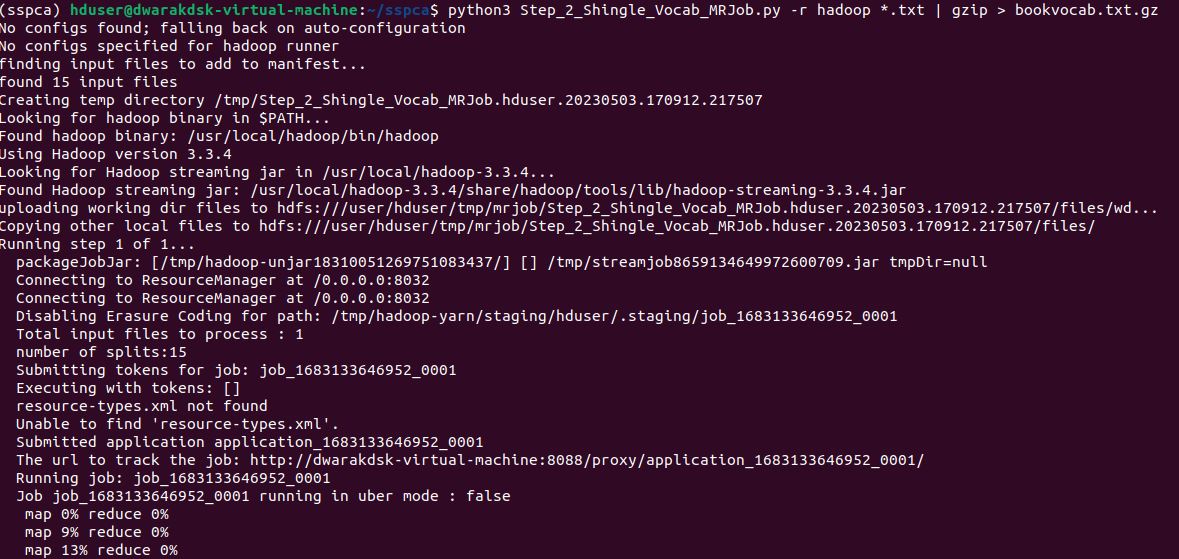 (sspca) hduser@dwarakdsk-virtual-machine:~/sspca$ python3 Step_2_Shingle_Vocab_MRJob.py -r hadoop *.txt | gzip > bookvocab.txt.gz
No configs found; falling back on auto-configuration
No configs specified for hadoop runner
finding input files to add to manifest...
found 15 input files
Creating temp directory /tmp/Step_2_Shingle_Vocab_MRJob.hduser.20230503.170912.217507
Looking for hadoop binary in $PATH...
Found hadoop binary: /usr/local/hadoop/bin/hadoop
Using Hadoop version 3.3.4
Looking for Hadoop streaming jar in /usr/local/hadoop-3.3.4...
Found Hadoop streaming jar: /usr/local/hadoop-3.3.4/share/hadoop/tools/lib/hadoop-streaming-3.3.4.jar
uploading working dir files to hdfs:///user/hduser/tmp/mrjob/Step_2_Shingle_Vocab_MRJob.hduser.20230503.170912.217507/files/wd...
Copying other local files to hdfs:///user/hduser/tmp/mrjob/Step_2_Shingle_Vocab_MRJob.hduser.20230503.170912.217507/files/
Running step 1 of 1...
  packageJobJar: [/tmp/hadoop-unjar18310051269751083437/] [] /tmp/streamjob8659134649972600709.jar tmpDir=null
  Connecting to ResourceManager at /0.0.0.0:8032
  Connecting to ResourceManager at /0.0.0.0:8032
  Disabling Erasure Coding for path: /tmp/hadoop-yarn/staging/hduser/.staging/job_1683133646952_0001
  Total input files to process : 1
  number of splits:15
  Submitting tokens for job: job_1683133646952_0001
  Executing with tokens: []
  resource-types.xml not found
  Unable to find 'resource-types.xml'.
  Submitted application application_1683133646952_0001
  The url to track the job: http://dwarakdsk-virtual-machine:8088/proxy/application_1683133646952_0001/
  Running job: job_1683133646952_0001
  Job job_1683133646952_0001 running in uber mode : false
   map 0% reduce 0%
   map 9% reduce 0%
   map 13% reduce 0%